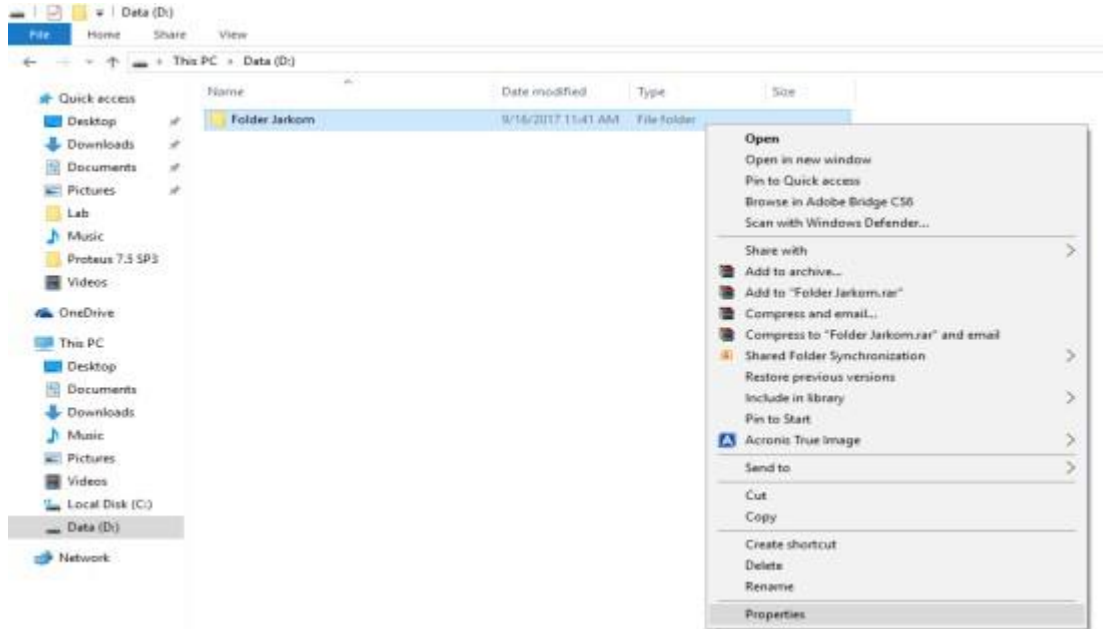 Data (D:)
File Home Share View
This PC Data (D:)
Name Date modified Type Size
Quick access
Desktop
Downloads
Documents
Pictures
Lab
Music
Proteus 7.5 SP3
Videos
OneDrive
This PC
Desktop
Documents
Downloads
Music
Pictures
Videos
Local Disk (C:)
Data (D:)
Network
Folder Jarkom 9/16/2017 11:41 AM File folder
Open
Open in new window
Pin to Quick access
Browse in Adobe Bridge CS6
Scan with Windows Defender...
Share with
Add to archive...
Add to "Folder Jarkom.rar"
Compress and email...
Compress to "Folder Jarkom.rar" and email
Shared Folder Synchronization
Restore previous versions
Include in library
Pin to Start
Acronis True Image
Send to
Cut
Copy
Create shortcut
Delete
Rename
Properties